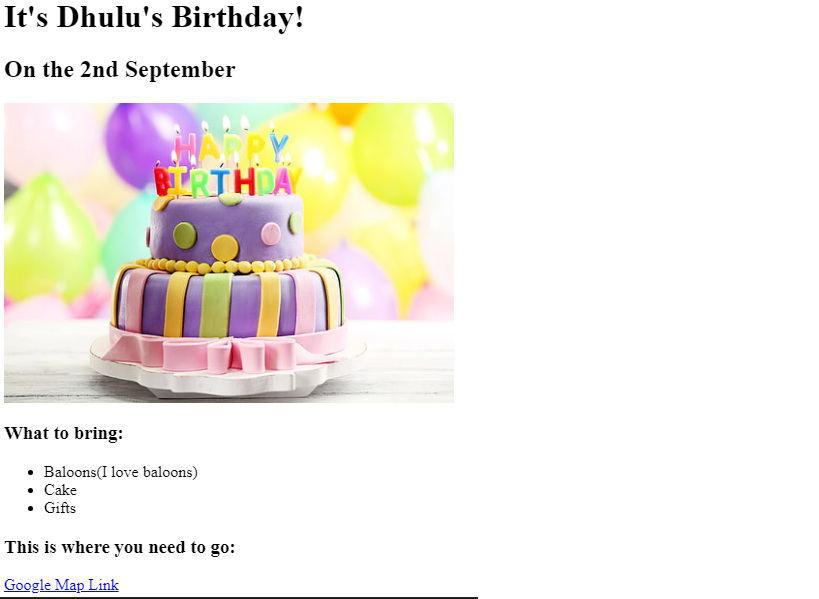 It's Dhulu's Birthday!
On the 2nd September
HAPPY
BIRTHDAY
What to bring:
Baloons(I love baloons)
Cake
Gifts
This is where you need to go:
Google Map Link